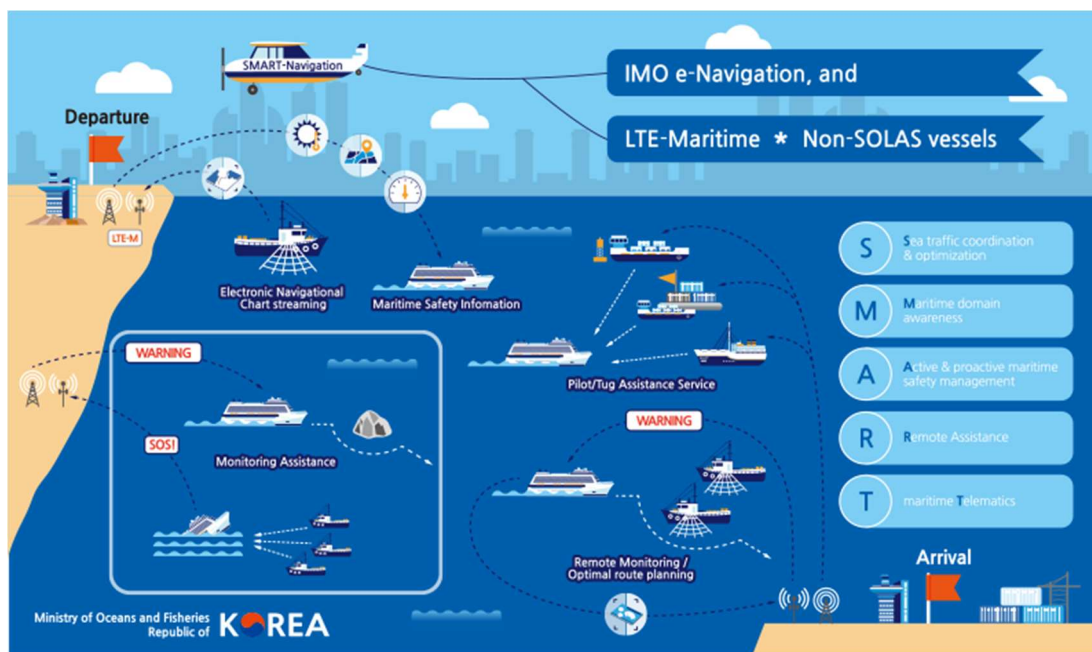 SMART-Navigation
IMO e-Navigation, and
LTE-Maritime * Non-SOLAS vessels
Departure
LTE-M
Electronic Navigational
Chart streaming
Maritime Safety Infomation
Pilot/Tug Assistance Service
WARNING
SOS!
Monitoring Assistance
WARNING
Remote Monitoring /
Optimal route planning
S
Sea traffic coordination
& optimization
M
Maritime domain
awareness
A
Active & proactive maritime
safety management
R
Remote Assistance
T
maritime Telematics
Arrival
Ministry of Oceans and Fisheries
Republic of KOREA